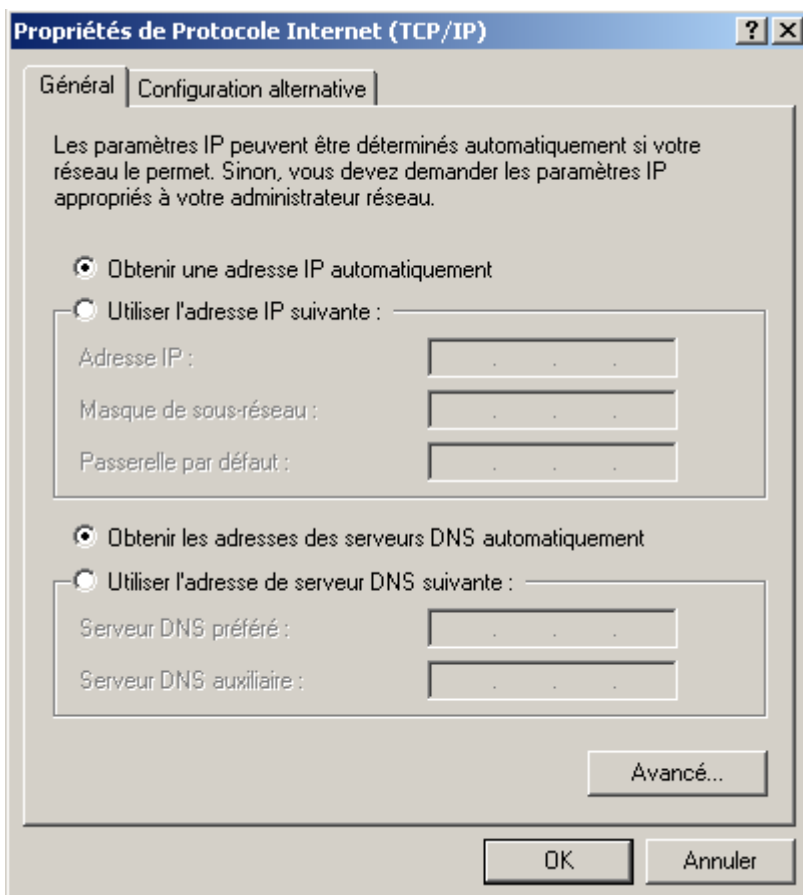 Propriétés de Protocole Internet (TCP/IP)
Général
Configuration alternative
Les paramètres IP peuvent être déterminés automatiquement si votre
réseau le permet. Sinon, vous devez demander les paramètres IP
appropriés à votre administrateur réseau.
Obtenir une adresse IP automatiquement
Utiliser l'adresse IP suivante :
Adresse IP :
Masque de sous-réseau :
Passerelle par défaut :
Obtenir les adresses des serveurs DNS automatiquement
Utiliser l'adresse de serveur DNS suivante :
Serveur DNS préféré :
Serveur DNS auxiliaire :
Avancé...
OK
Annuler